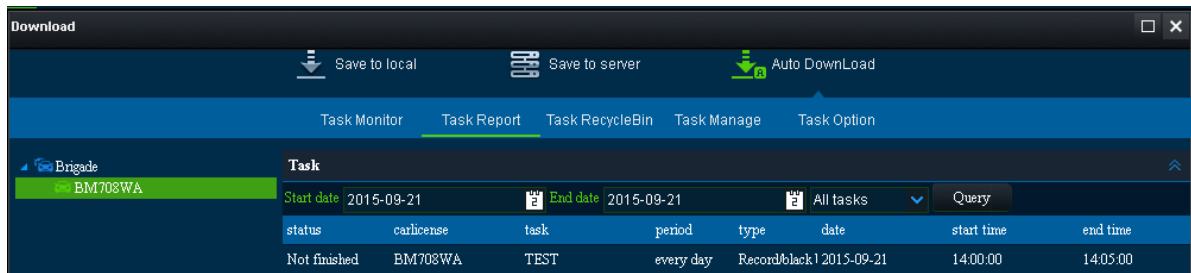 Download
Save to local Save to server Auto DownLoad
Task Monitor Task Report Task RecycleBin Task Manage Task Option
Brigade
BM708WA
Task
Start date 2015-09-21 End date 2015-09-21 All tasks Query
status carlicense task period type date start time end time
Not finished BM708WA TEST every day Record/black 2015-09-21 14:00:00 14:05:00